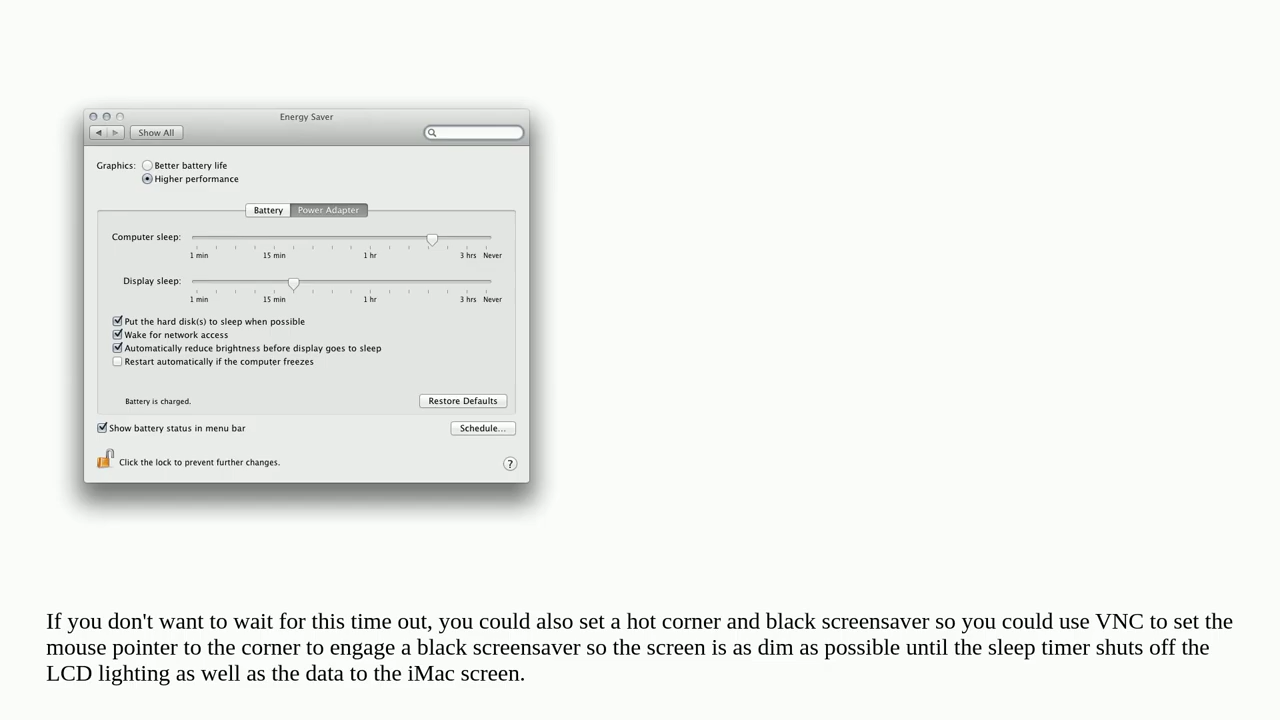 Energy Saver
Show All
Graphics: Better battery life
Higher performance
Battery Power Adapter
Computer sleep:
1 min 15 min 1 hr 3 hrs Never
Display sleep:
1 min 15 min 1 hr 3 hrs Never
Put the hard disk(s) to sleep when possible
Wake for network access
Automatically reduce brightness before display goes to sleep
Restart automatically if the computer freezes
Battery is charged. Restore Defaults
Show battery status in menu bar Schedule...
Click the lock to prevent further changes. ?
If you don't want to wait for this time out, you could also set a hot corner and black screensaver so you could use VNC to set the
mouse pointer to the corner to engage a black screensaver so the screen is as dim as possible until the sleep timer shuts off the
LCD lighting as well as the data to the iMac screen.